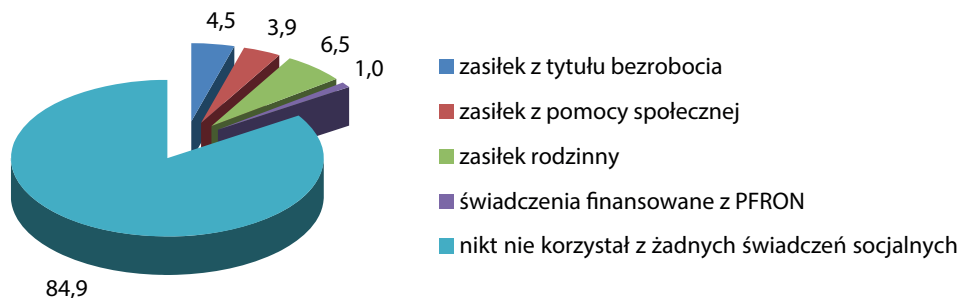 4,5
3,9
6,5
1,0
84,9
zasiłek z tytułu bezrobocia
zasiłek z pomocy społecznej
zasiłek rodzinny
świadczenia finansowane z PFRON
nikt nie korzystał z żadnych świadczeń socjalnych